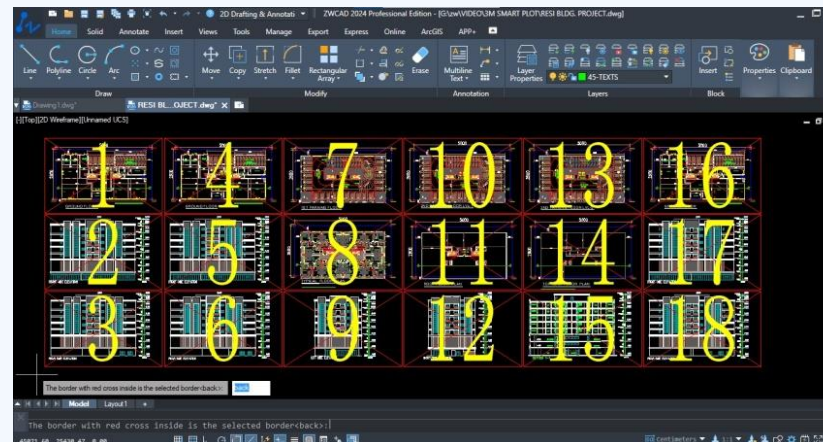 2D Drafting & Annotati
ZWCAD 2024 Professional Edition - [G:\zw\VIDEO\3M SMART PLOT\RESI BLDG. PROJECT.dwg]
Home Solid Annotate Insert Views Tools Manage Export Express Online ArcGIS APP+
Line Polyline Circle Arc
Move Copy Stretch Fillet Rectangular Array Erase
Multiline Text
Layer Properties 45-TEXTS
Insert Properties Clipboard
Draw Modify Annotation Layers Block
Drawing1.dwg* RESI BL...OJECT.dwg*
[-][Top][2D Wireframe][Unnamed UCS]
1 4 7 10 13 16
2 5 8 11 14 17
3 6 9 12 15 18
The border with red cross inside is the selected border<back>: back
Model Layout1 +
The border with red cross inside is the selected border<back>:
Centimeters 1:1